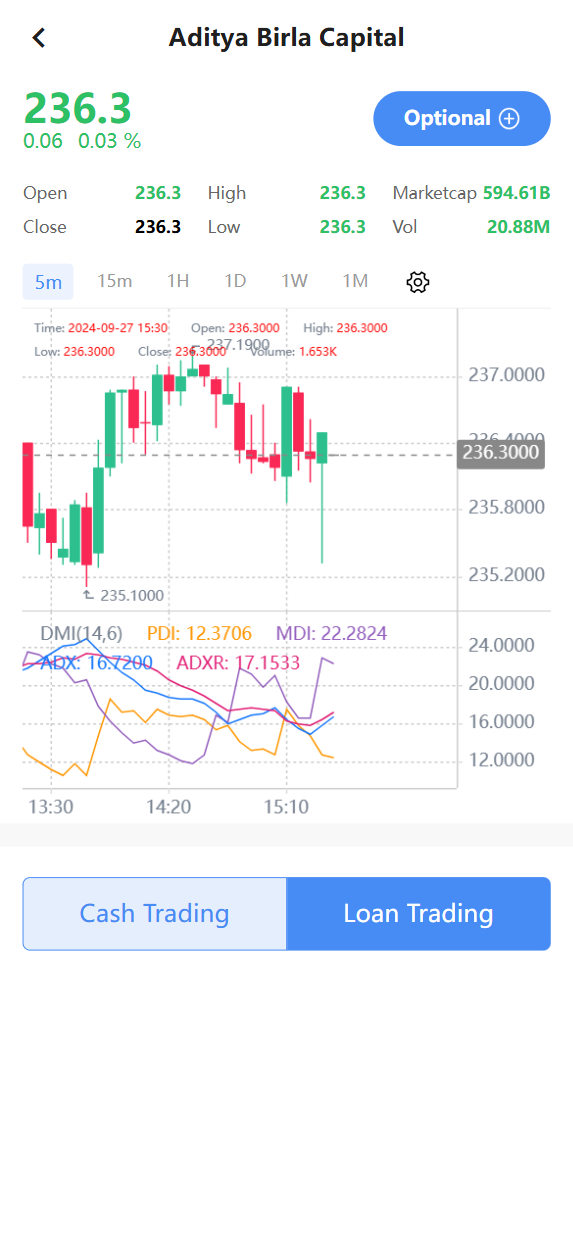 Aditya Birla Capital
236.3
0.06 0.03 %
Optional
Open 236.3 High 236.3 Marketcap 594.61B
Close 236.3 Low 236.3 Vol 20.88M
5m 15m 1H 1D 1W 1M
Time: 2024-09-27 15:30 Open: 236.3000 High: 236.3000
Low: 236.3000 Close: 236.3000 Volume: 1.653K
237.1900
237.0000
236.4000
236.3000
235.8000
235.2000
235.1000
DMI(14,6) PDI: 12.3706 MDI: 22.2824
ADX: 16.7200 ADXR: 17.1533
24.0000
20.0000
16.0000
12.0000
13:30 14:20 15:10
Cash Trading Loan Trading